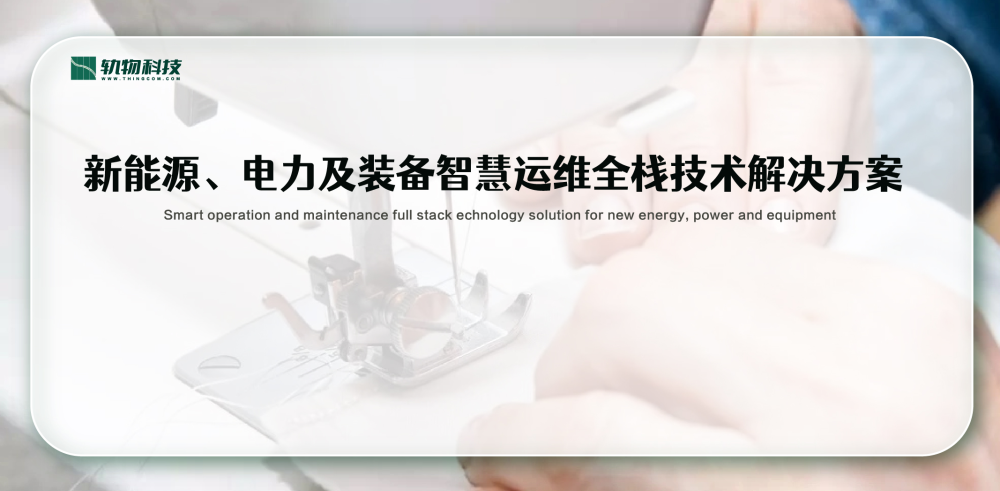 轨物科技
WWW.THINGCOM.COM
新能源、电力及装备智慧运维全栈技术解决方案
Smart operation and maintenance full stack echnology solution for new energy, power and equipment